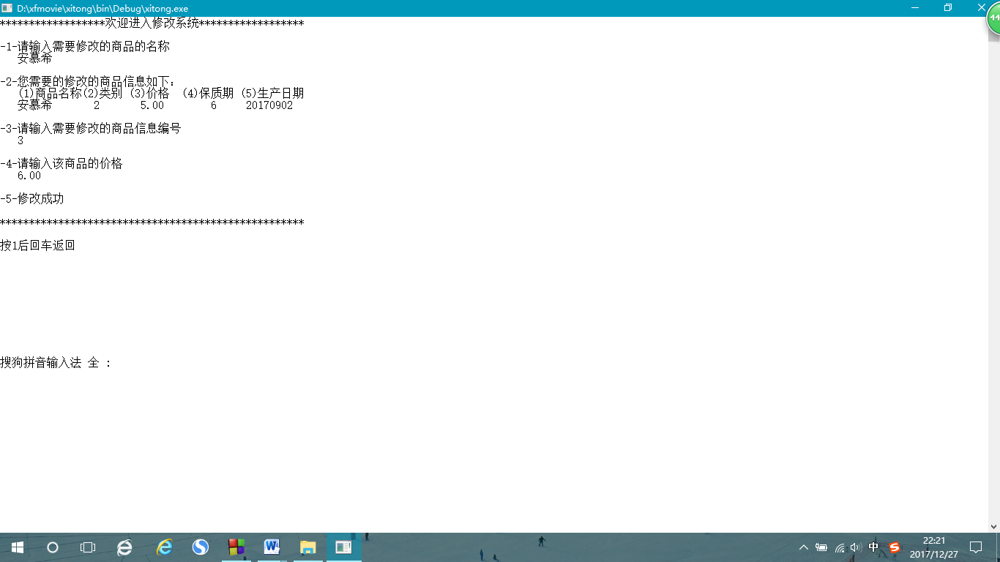 D:\xfmovie\xitong\bin\Debug\xitong.exe
44
******************欢迎进入修改系统******************
-1-请输入需要修改的商品的名称
安慕希
-2-您需要的修改的商品信息如下：
(1)商品名称(2)类别 (3)价格 (4)保质期 (5)生产日期
安慕希 2 5.00 6 20170902
-3-请输入需要修改的商品信息编号
3
-4-请输入该商品的价格
6.00
-5-修改成功
****************************************************
按1后回车返回
搜狗拼音输入法 全 :
中
22:21
2017/12/27